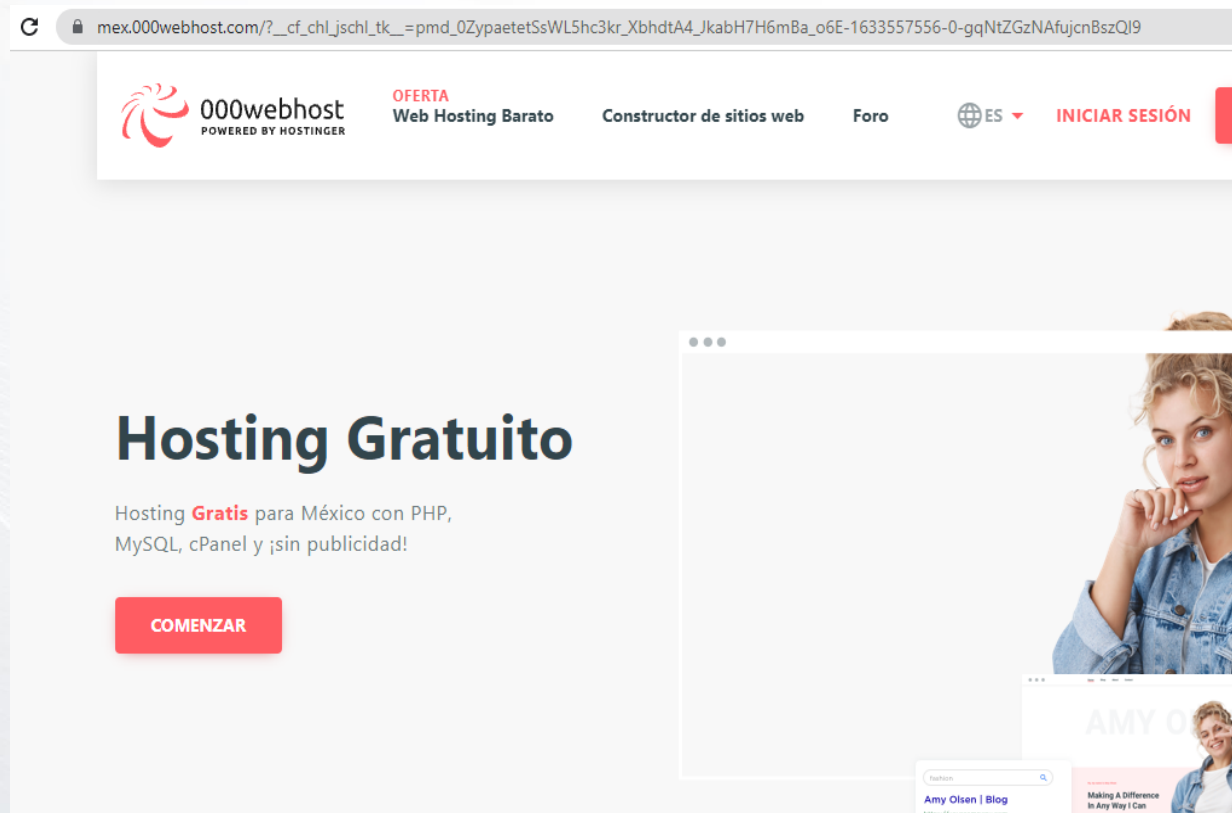 mex.000webhost.com/?__cf_chl_jschl_tk__=pmd_0ZypaetetSsWL5hc3kr_XbhdtA4_JkabH7H6mBa_o6E-1633557556-0-gqNtZGzNAfujcnBszQI9
000webhost
POWERED BY HOSTINGER
OFERTA
Web Hosting Barato
Constructor de sitios web
Foro
ES
INICIAR SESIÓN
Hosting Gratuito
Hosting Gratis para México con PHP,
MySQL, cPanel y ¡sin publicidad!
COMENZAR
AMY
fashion
Amy Olsen | Blog
Making A Difference
In Any Way I Can